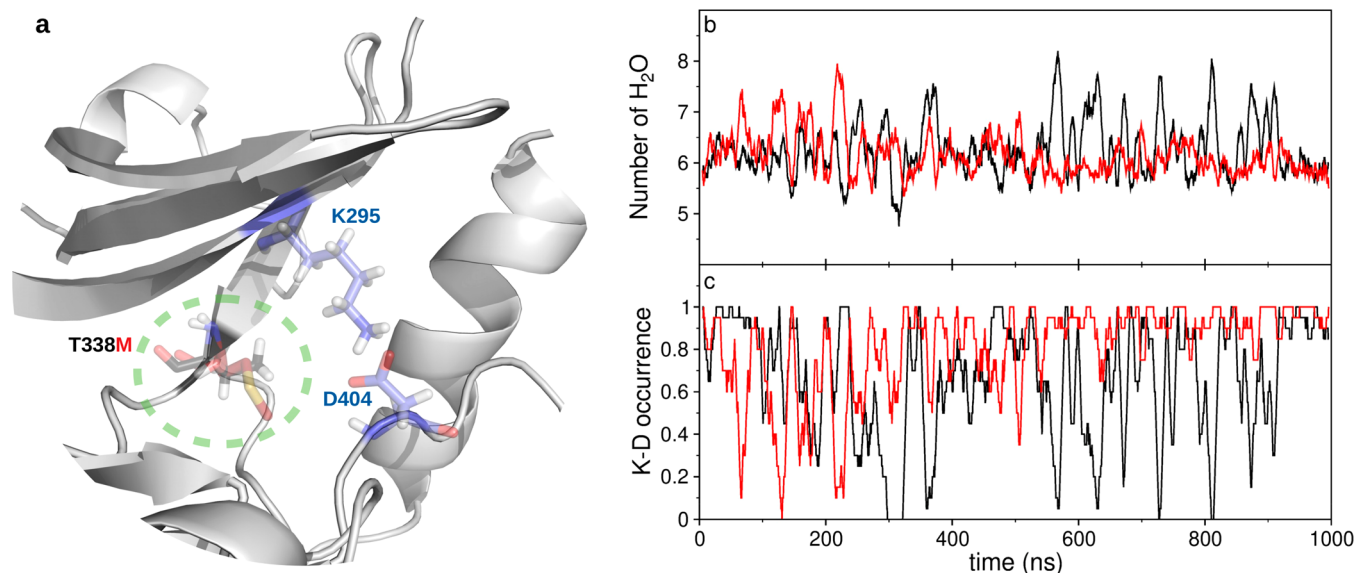 a
K295
T338M
D404
b
Number of H₂O
8
7
6
5
c
K-D occurrence
1
0.8
0.6
0.4
0.2
0
0 200 400 600 800 1000
time (ns)